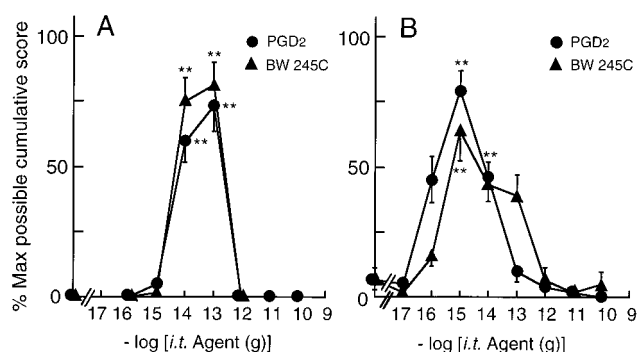 A
B
PGD2
BW 245C
PGD2
BW 245C
% Max possible cumulative score
100
50
0
100
50
0
**
**
**
**
**
**
**
17 16 15 14 13 12 11 10 9
17 16 15 14 13 12 11 10 9
- log [i.t. Agent (g)]
- log [i.t. Agent (g)]